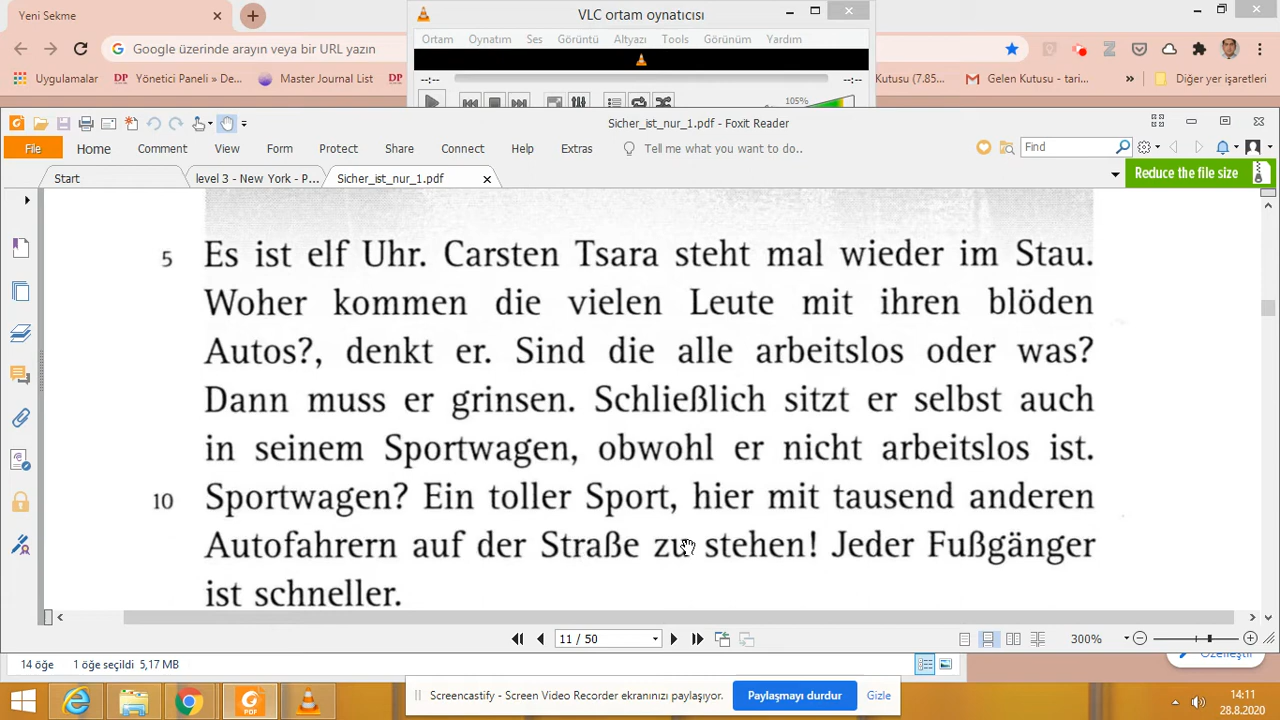 Yeni Sekme
VLC ortam oynatıcısı
Google üzerinde arayın veya bir URL yazın
Ortam Oynatım Ses Görüntü Altyazı Tools Görünüm Yardım
Uygulamalar DP Yönetici Paneli » De... Master Journal List
Kutusu (7.85... Gelen Kutusu - tari... » Diğer yer işaretleri
--:-- --:--
105%
Sicher_ist_nur_1.pdf - Foxit Reader
File Home Comment View Form Protect Share Connect Help Extras Tell me what you want to do.. Find
Start level 3 - New York - P... Sicher_ist_nur_1.pdf Reduce the file size
5 Es ist elf Uhr. Carsten Tsara steht mal wieder im Stau.
Woher kommen die vielen Leute mit ihren blöden
Autos?, denkt er. Sind die alle arbeitslos oder was?
Dann muss er grinsen. Schließlich sitzt er selbst auch
in seinem Sportwagen, obwohl er nicht arbeitslos ist.
10 Sportwagen? Ein toller Sport, hier mit tausend anderen
Autofahrern auf der Straße zu stehen! Jeder Fußgänger
ist schneller.
11 / 50 300%
14 öğe 1 öğe seçildi 5,17 MB Özelleştir
Screencastify - Screen Video Recorder ekranınızı paylaşıyor. Paylaşmayı durdur Gizle
14:11
28.8.2020